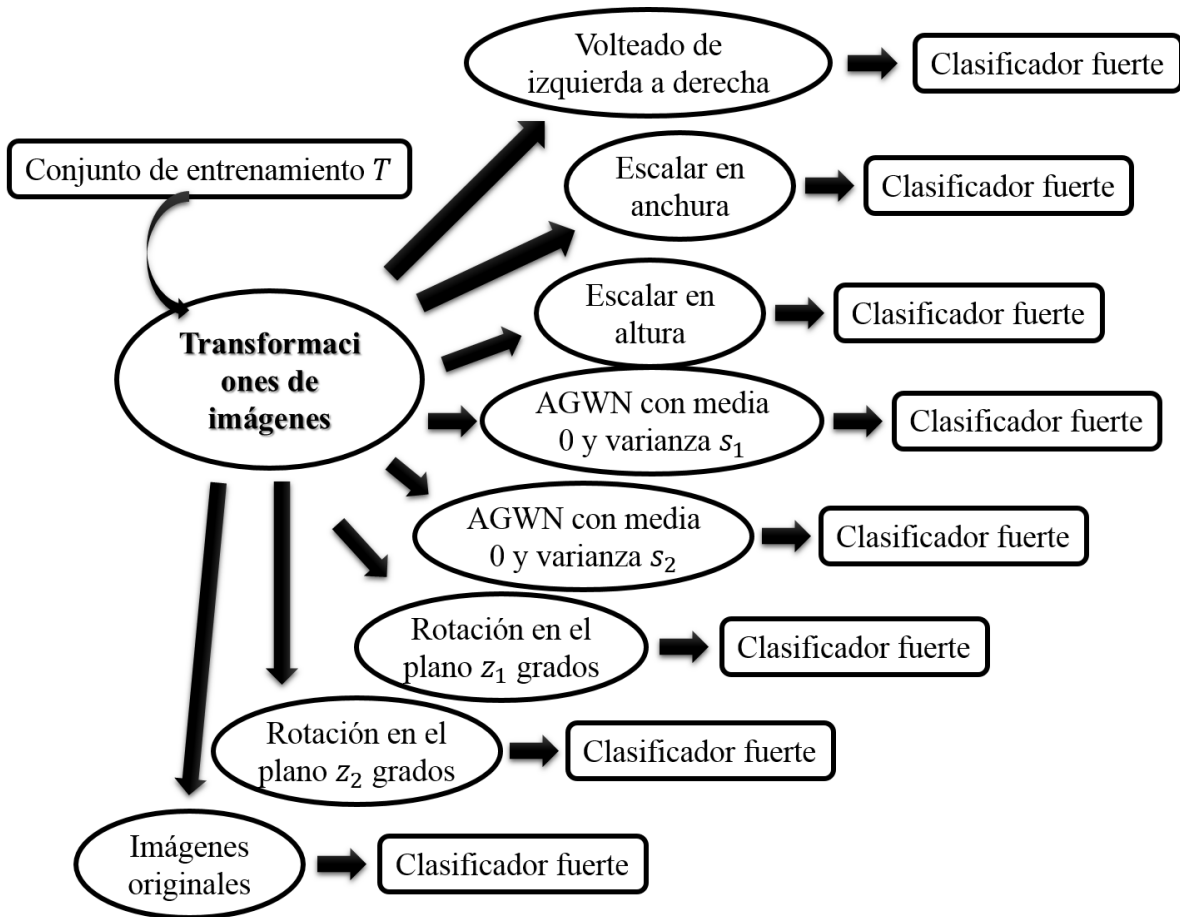 Volteado de
izquierda a derecha
Clasificador fuerte
Conjunto de entrenamiento T
Escalar en
anchura
Clasificador fuerte
Escalar en
altura
Clasificador fuerte
Transformaci
ones de
imágenes
AGWN con media
0 y varianza s₁
Clasificador fuerte
AGWN con media
0 y varianza s₂
Clasificador fuerte
Rotación en el
plano z₁ grados
Clasificador fuerte
Rotación en el
plano z₂ grados
Clasificador fuerte
Imágenes
originales
Clasificador fuerte